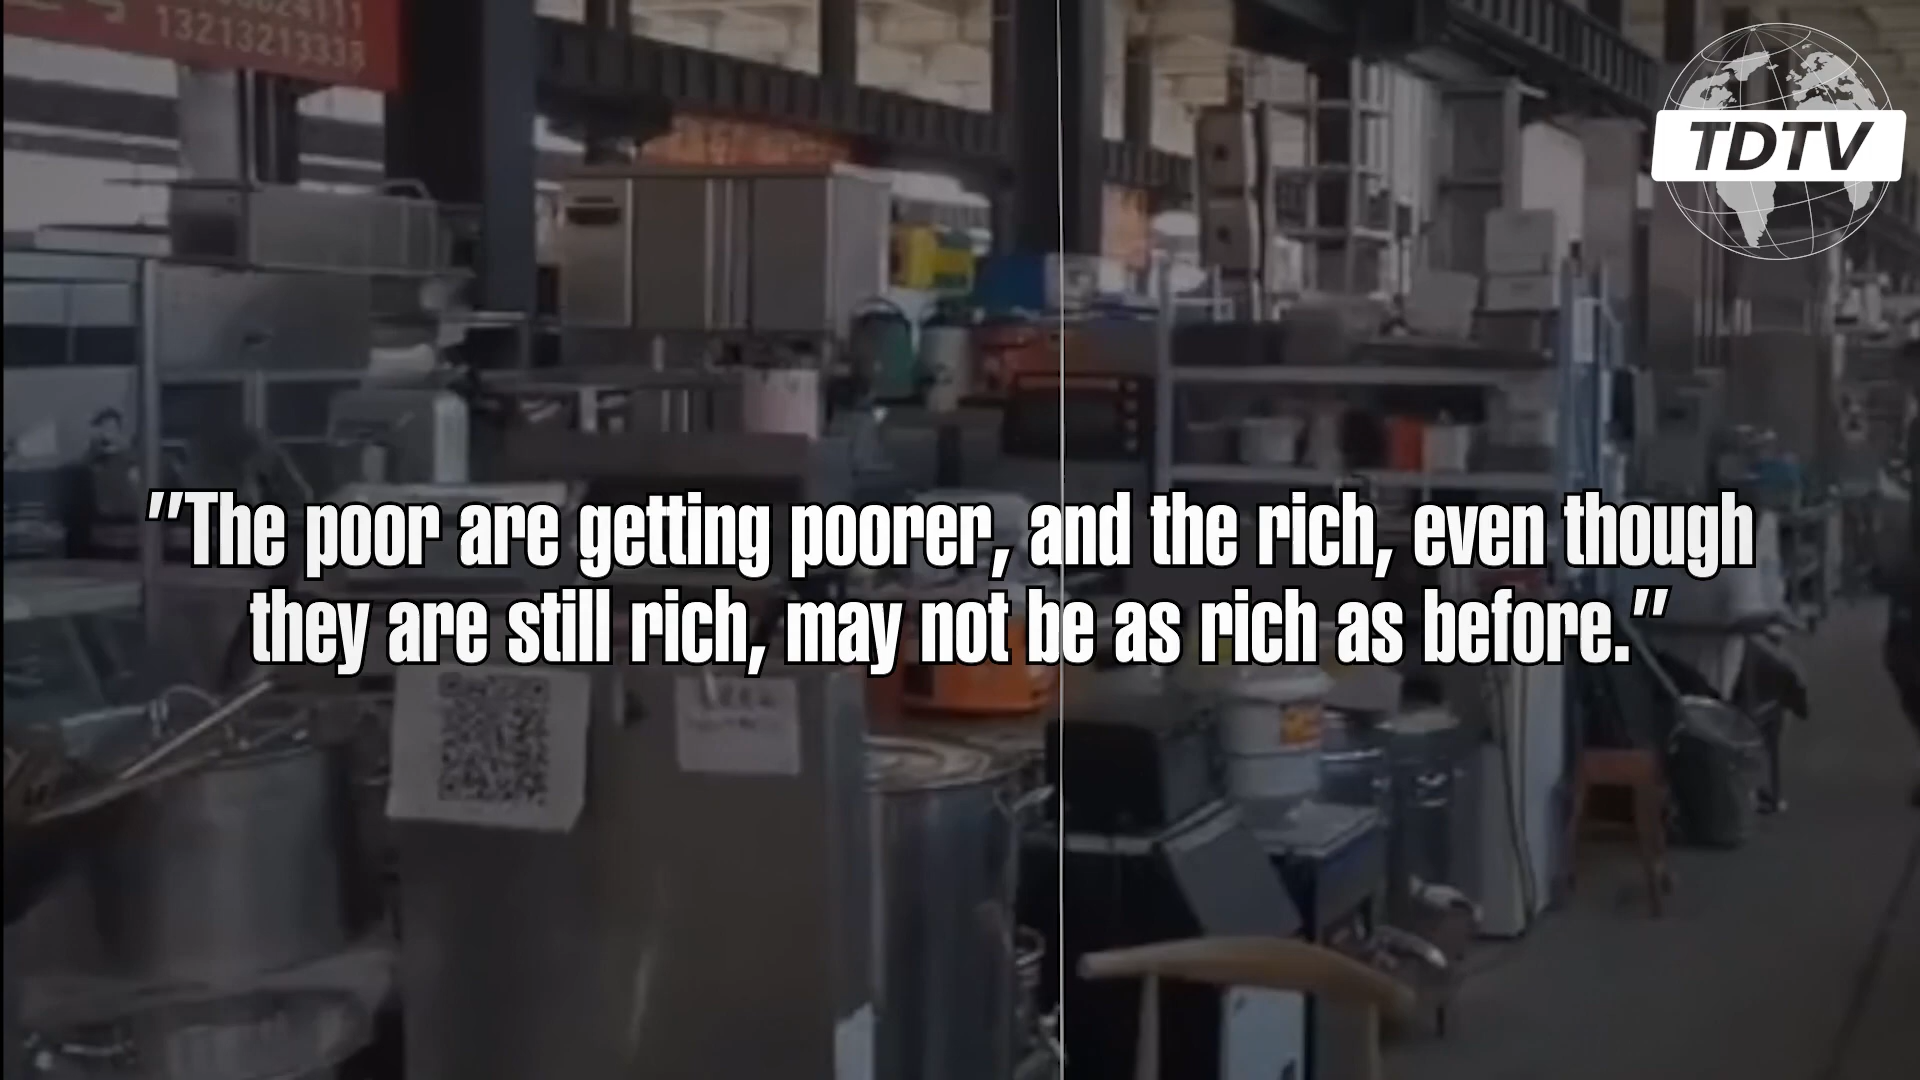 13213213333
TDTV
"The poor are getting poorer, and the rich, even though
they are still rich, may not be as rich as before."